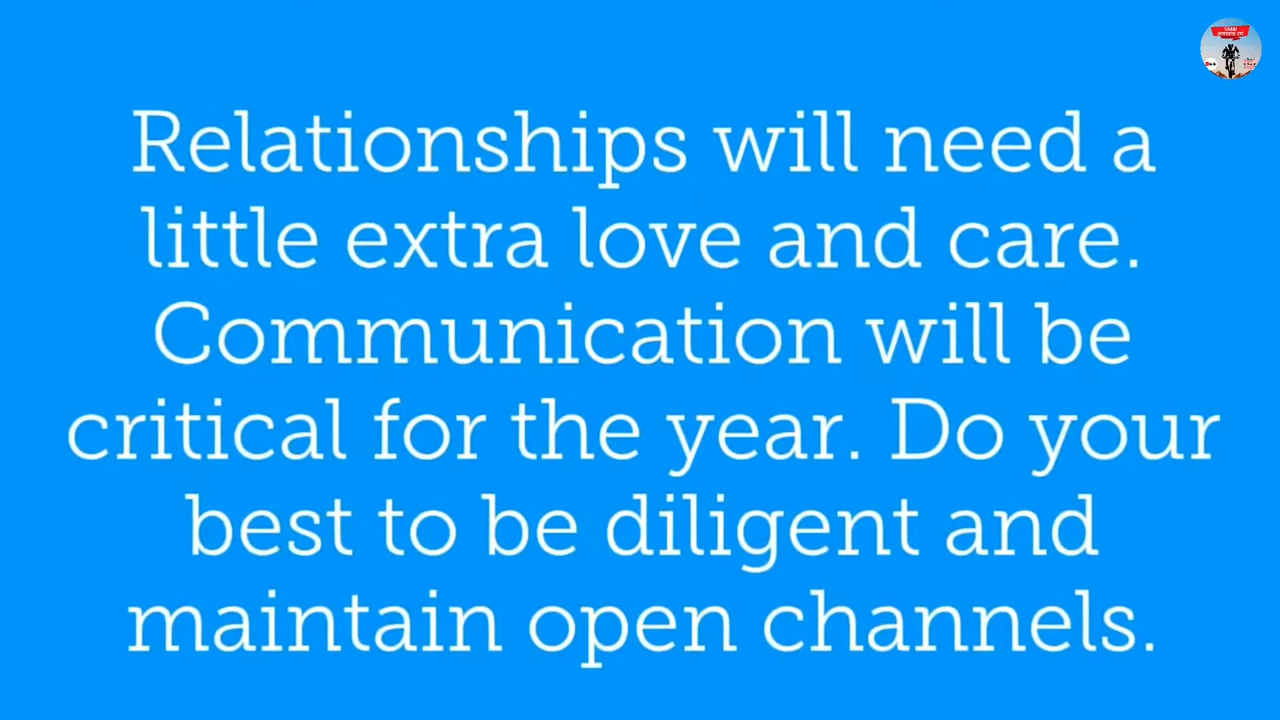 Relationships will need a
little extra love and care.
Communication will be
critical for the year. Do your
best to be diligent and
maintain open channels.